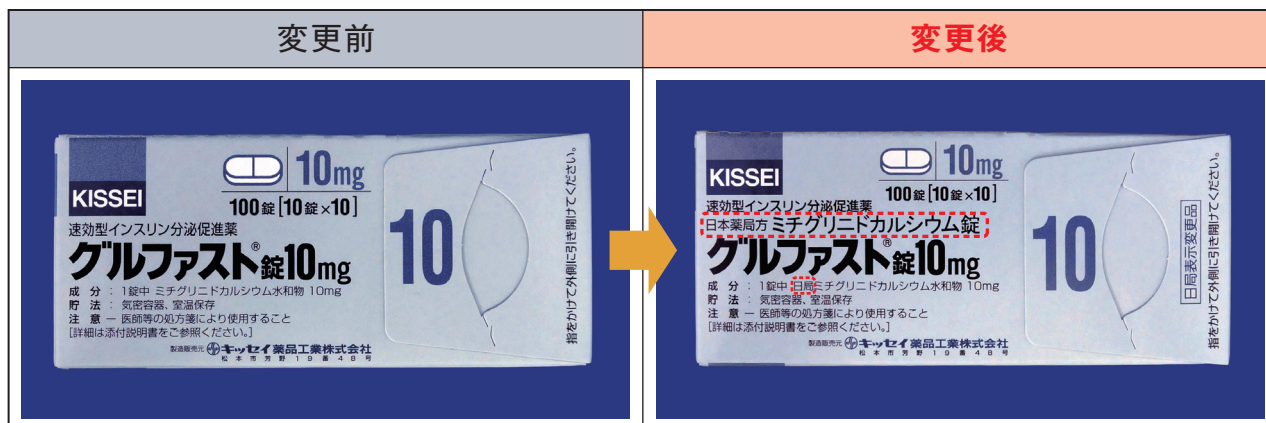 変更前
変更後
KISSEI
10mg
100錠[10錠×10]
速効型インスリン分泌促進薬
グルファスト®錠10mg
成 分 : 1錠中 ミチグリニドカルシウム水和物 10mg
貯 法 : 気密容器、室温保存
注 意 ― 医師等の処方箋により使用すること
[詳細は添付説明書をご参照ください。]
製造販売元 キッセイ薬品工業株式会社
松本市芳野19番48号
10
指をかけて外側に引き開けてください。
KISSEI
10mg
100錠[10錠×10]
速効型インスリン分泌促進薬
日本薬局方 ミチグリニドカルシウム錠
グルファスト®錠10mg
成 分 : 1錠中 日局ミチグリニドカルシウム水和物 10mg
貯 法 : 気密容器、室温保存
注 意 ― 医師等の処方箋により使用すること
[詳細は添付説明書をご参照ください。]
製造販売元 キッセイ薬品工業株式会社
松本市芳野19番48号
10
日局表示変更品
指をかけて外側に引き開けてください。